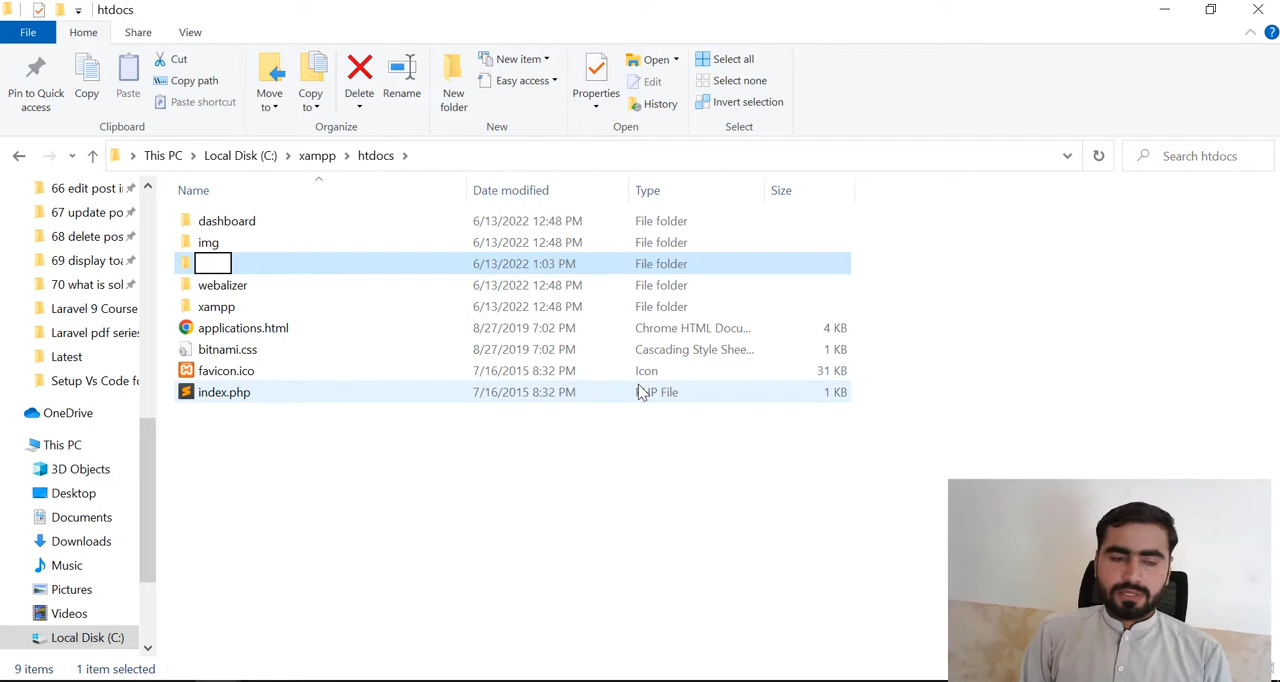 htdocs
File Home Share View
Pin to Quick access
Copy
Paste
Cut
Copy path
Paste shortcut
Clipboard
Move to
Copy to
Delete
Rename
Organize
New folder
New item
Easy access
New
Properties
Open
Edit
History
Open
Select all
Select none
Invert selection
Select
This PC Local Disk (C:) xampp htdocs
Search htdocs
66 edit post i
67 update po
68 delete pos
69 display to
70 what is sol
Laravel 9 Course
Laravel pdf series
Latest
Setup Vs Code fo
OneDrive
This PC
3D Objects
Desktop
Documents
Downloads
Music
Pictures
Videos
Local Disk (C:)
Name Date modified Type Size
dashboard 6/13/2022 12:48 PM File folder
img 6/13/2022 12:48 PM File folder
6/13/2022 1:03 PM File folder
webalizer 6/13/2022 12:48 PM File folder
xampp 6/13/2022 12:48 PM File folder
applications.html 8/27/2019 7:02 PM Chrome HTML Docu... 4 KB
bitnami.css 8/27/2019 7:02 PM Cascading Style Shee... 1 KB
favicon.ico 7/16/2015 8:32 PM Icon 31 KB
index.php 7/16/2015 8:32 PM File 1 KB
9 items 1 item selected